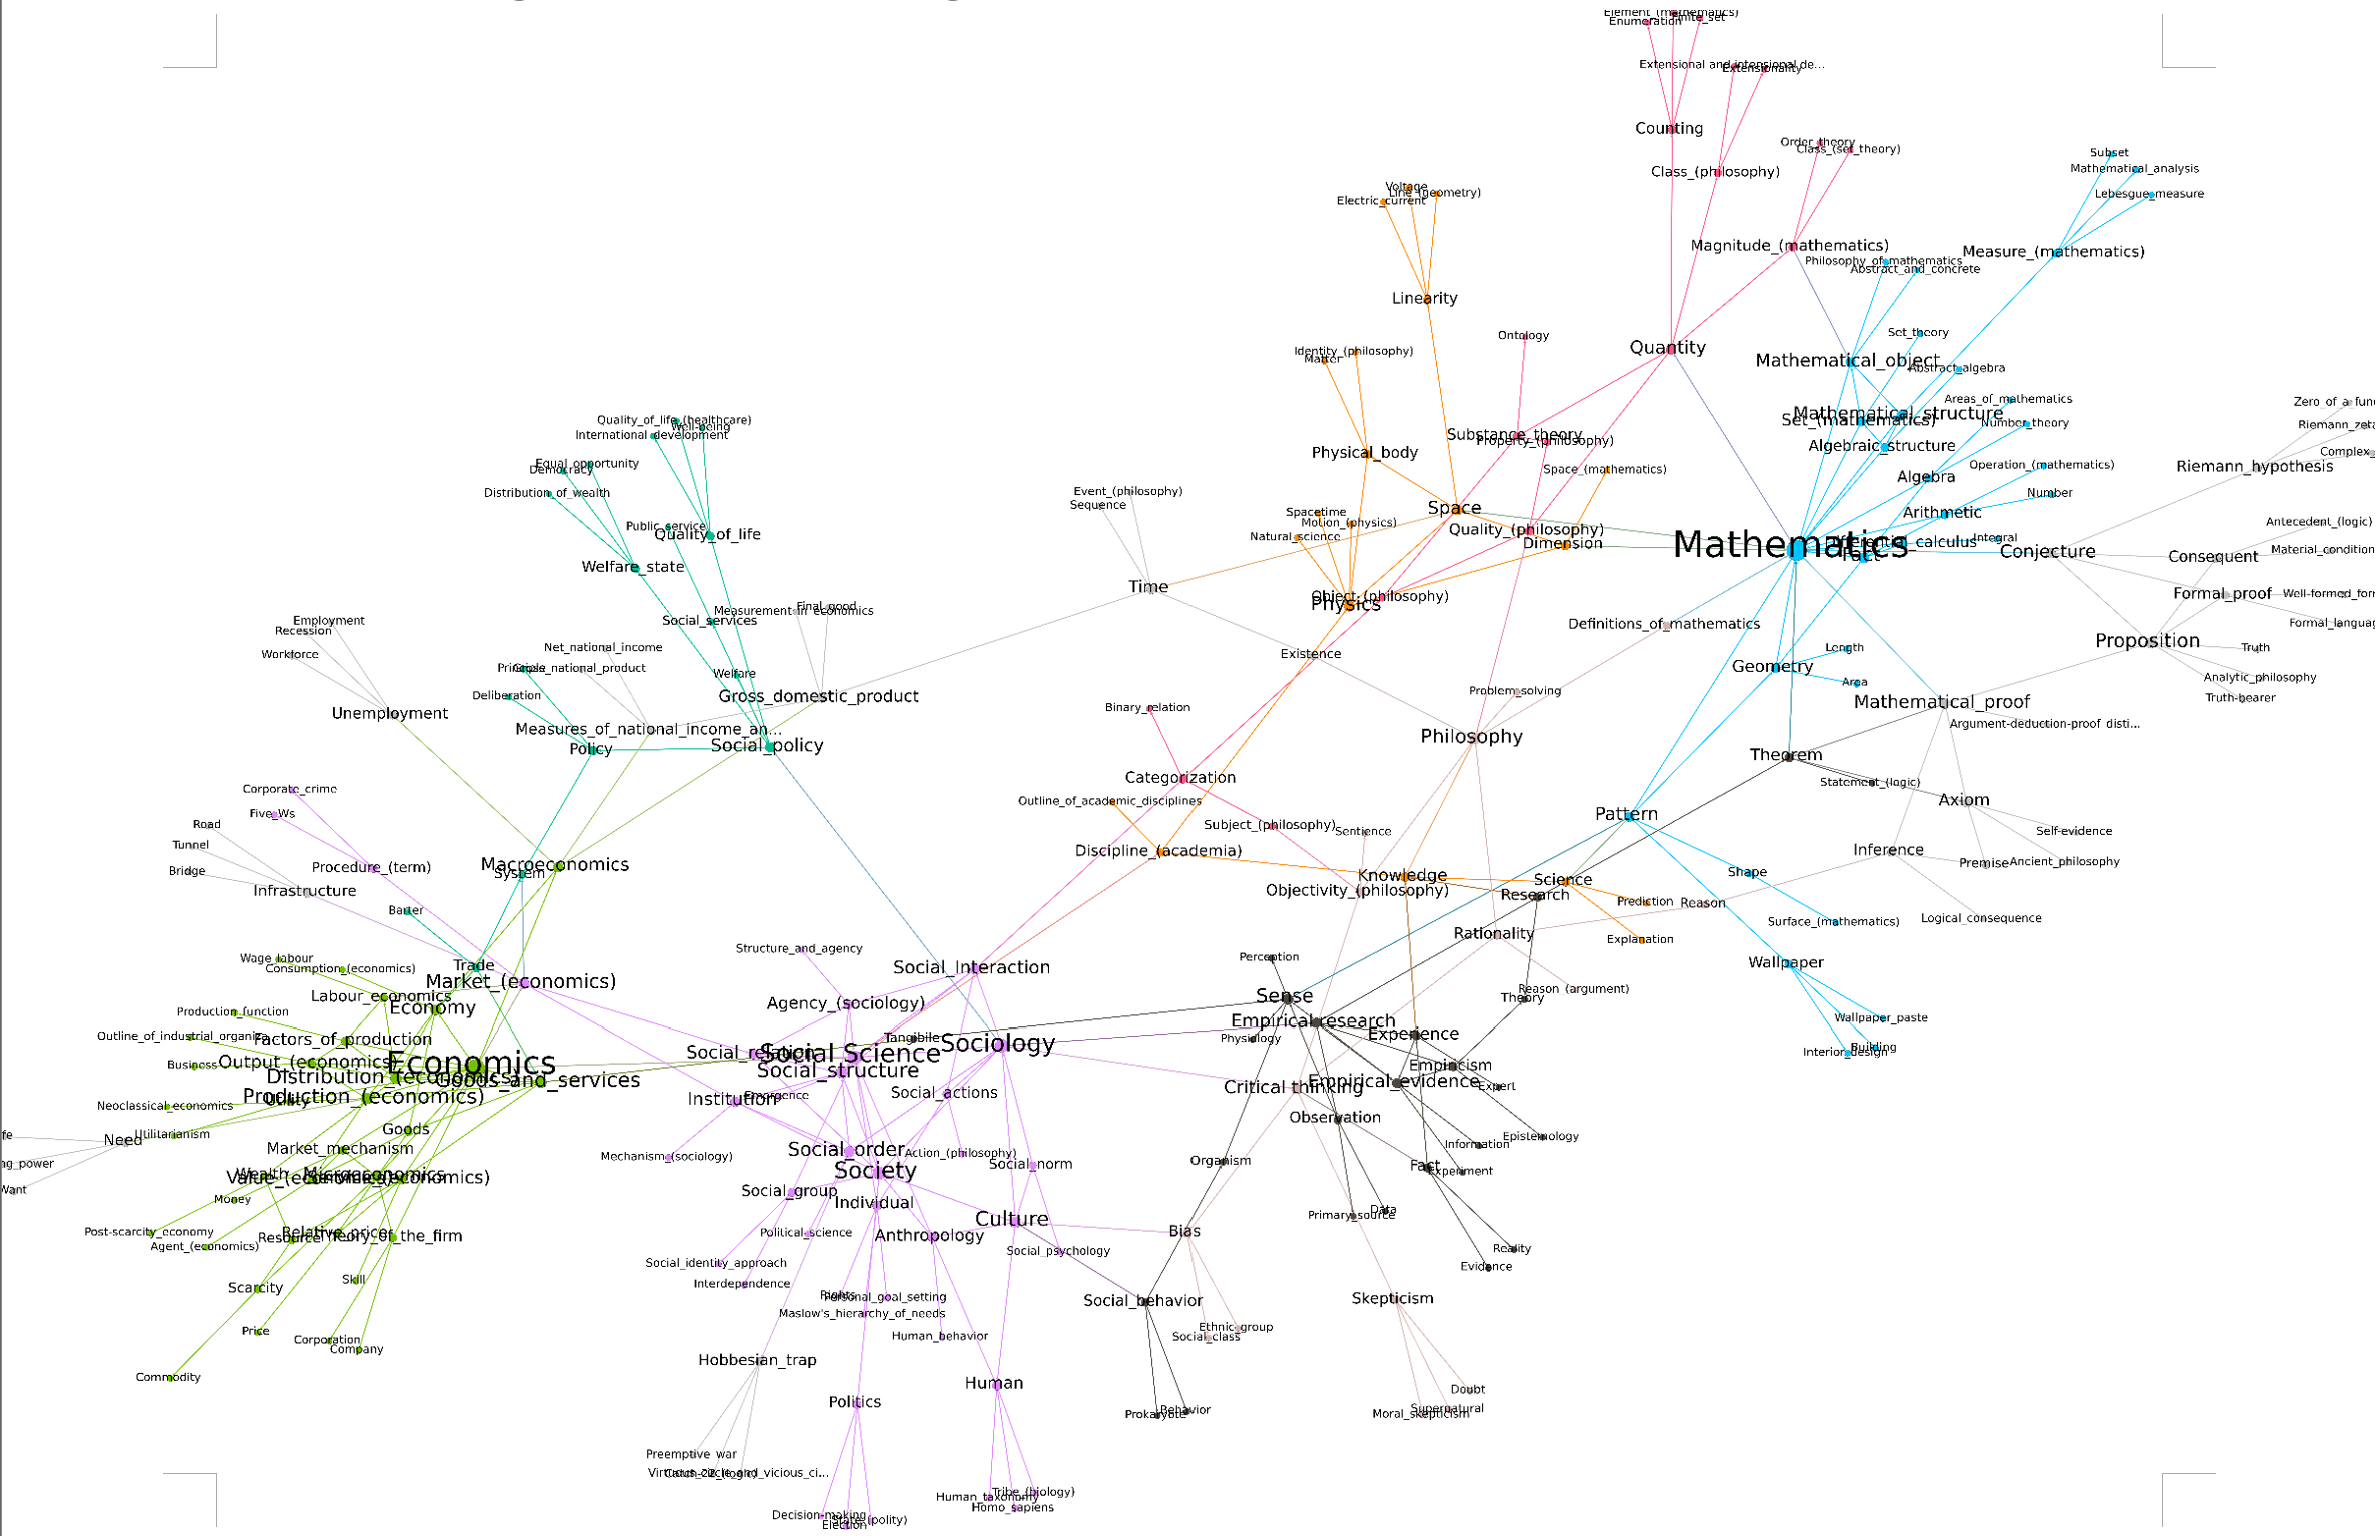 Element_(mathematics)
Finite_set
Enumeration
Extensional and intensional de...
Extensionality
Counting
Order_theory
Class_(set_theory)
Class_(philosophy)
Subset
Mathematical_analysis
Lebesgue_measure
Voltage
Line_(geometry)
Electric_current
Magnitude_(mathematics)
Measure_(mathematics)
Philosophy_of_mathematics
Abstract_and_concrete
Linearity
Ontology
Set_theory
Quantity
Identity_(philosophy)
Matter
Mathematical_object
Abstract_algebra
Areas_of_mathematics
Zero_of_a_fun
Quality_of_life_(healthcare)
Well-being
International_development
Mathematical_structure
Set_(mathematics)
Number_theory
Riemann_zeta
Substance_theory
Property_(philosophy)
Algebraic_structure
Physical_body
Complex_
Equal_opportunity
Democracy
Space_(mathematics)
Operation_(mathematics)
Riemann_hypothesis
Algebra
Distribution_of_wealth
Event_(philosophy)
Sequence
Number
Space
Spacetime
Motion_(physics)
Arithmetic
Antecedent_(logic)
Public_service
Quality_of_life
Natural_science
Quality_(philosophy)
Dimension
Mathematics
Differential_calculus
Integral
Fact
Conjecture
Material_condition
Consequent
Welfare_state
Time
Object_(philosophy)
Physics
Formal_proof
Well-formed_for
Final_good
Measurement_in_economics
Social_services
Employment
Recession
Definitions_of_mathematics
Formal_languag
Proposition
Net_national_income
Workforce
Existence
Length
Truth
Principle
Gross_national_product
Welfare
Geometry
Area
Analytic_philosophy
Deliberation
Gross_domestic_product
Problem_solving
Truth-bearer
Mathematical_proof
Unemployment
Binary_relation
Argument-deduction-proof disti...
Measures_of_national_income_an...
Policy
Social_policy
Philosophy
Theorem
Categorization
Statement_(logic)
Corporate_crime
Outline_of_academic_disciplines
Axiom
Five_Ws
Pattern
Road
Subject_(philosophy)
Sentience
Self-evidence
Tunnel
Discipline_(academia)
Inference
Procedure_(term)
Macroeconomics
System
Premise
Ancient_philosophy
Bridge
Infrastructure
Knowledge
Objectivity_(philosophy)
Science
Research
Shape
Prediction
Reason
Barter
Surface_(mathematics)
Logical_consequence
Rationality
Explanation
Structure_and_agency
Wage_labour
Consumption_(economics)
Trade
Market_(economics)
Social_Interaction
Perception
Wallpaper
Labour_economics
Economy
Agency_(sociology)
Sense
Theory
Reason_(argument)
Production_function
Empirical_research
Wallpaper_paste
Outline_of_industrial_organiza
Factors_of_production
Tangibile
Sociology
Physiology
Experience
Building
Interior_design
Business
Output_(economics)
Economics
Social_relation
Social_Science
Social_structure
Empiricism
Distribution_(economics)
Goods_and_services
Empirical_evidence
Expert
Critical_thinking
Production_(economics)
Utility
Institution
Emergence
Social_actions
Neoclassical_economics
Observation
Utilitarianism
Need
Goods
Information
Epistemology
Market_mechanism
Social_order
Action_(philosophy)
Mechanism_(sociology)
Organism
Social_norm
Fact
Experiment
fe
ng_power
Want
Wealth
Microeconomics
Value_(economics)
Society
Social_group
Individual
Money
Data
Primary_source
Culture
Post-scarcity_economy
Relative_price
Resource
Theory_of_the_firm
Political_science
Anthropology
Bias
Agent_(economics)
Social_psychology
Reality
Social_identity_approach
Evidence
Skill
Scarcity
Interdependence
Rights
Personal_goal_setting
Social_behavior
Skepticism
Maslow's_hierarchy_of_needs
Price
Corporation
Company
Human_behavior
Ethnic_group
Social_class
Hobbesian_trap
Commodity
Human
Doubt
Politics
Prokaryote
Behavior
Supernatural
Moral_skepticism
Preemptive_war
Virtuous_circle_and_vicious_ci...
Catch-22_(logic)
Human_taxonomy
Tribe_(biology)
Homo_sapiens
Decision-making
State_(polity)
Election